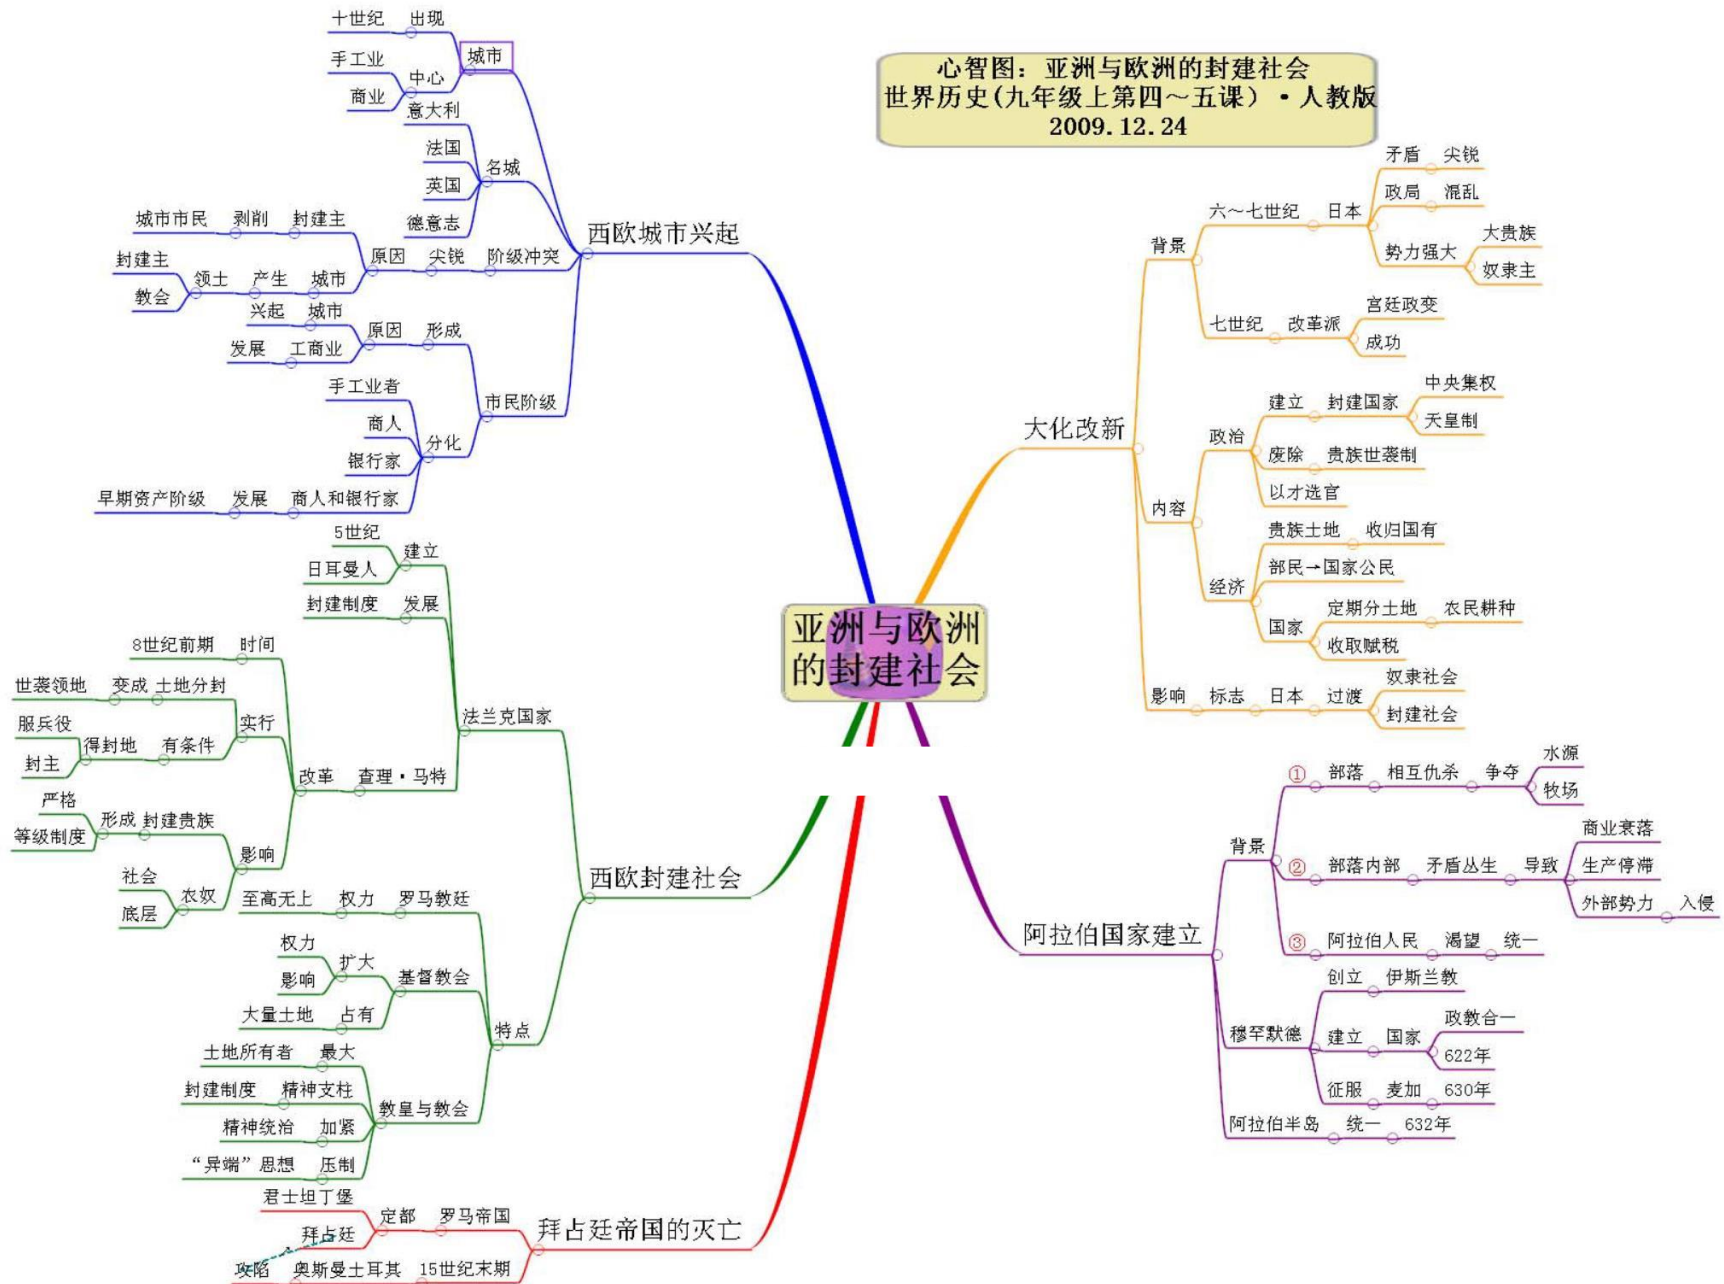 心智图：亚洲与欧洲的封建社会
世界历史(九年级上第四～五课）·人教版
2009.12.24
亚洲与欧洲
的封建社会
大化改新
背景
六～七世纪
日本
矛盾
尖锐
政局
混乱
势力强大
大贵族
奴隶主
七世纪
改革派
宫廷政变
成功
内容
政治
建立
封建国家
中央集权
天皇制
废除
贵族世袭制
以才选官
经济
贵族土地
收归国有
部民→国家公民
国家
定期分土地
农民耕种
收取赋税
影响
标志
日本
过渡
奴隶社会
封建社会
阿拉伯国家建立
背景
①
部落
相互仇杀
争夺
水源
牧场
②
部落内部
矛盾丛生
导致
商业衰落
生产停滞
外部势力
入侵
③
阿拉伯人民
渴望
统一
穆罕默德
创立
伊斯兰教
建立
国家
政教合一
622年
征服
麦加
630年
阿拉伯半岛
统一
632年
西欧城市兴起
城市
出现
十世纪
中心
手工业
商业
名城
意大利
法国
英国
德意志
阶级冲突
尖锐
原因
封建主
剥削
城市市民
城市
产生
领土
封建主
教会
市民阶级
形成
原因
城市
兴起
工商业
发展
分化
手工业者
商人
银行家
商人和银行家
发展
早期资产阶级
西欧封建社会
法兰克国家
建立
5世纪
日耳曼人
发展
封建制度
查理·马特
改革
时间
8世纪前期
实行
土地分封
变成
世袭领地
有条件
得封地
服兵役
封主
影响
封建贵族
形成
严格
等级制度
农奴
社会
底层
特点
罗马教廷
权力
至高无上
基督教会
扩大
权力
影响
占有
大量土地
教皇与教会
最大
土地所有者
精神支柱
封建制度
加紧
精神统治
压制
“异端”思想
拜占廷帝国的灭亡
罗马帝国
定都
君士坦丁堡
拜占廷
15世纪末期
奥斯曼土耳其
攻陷